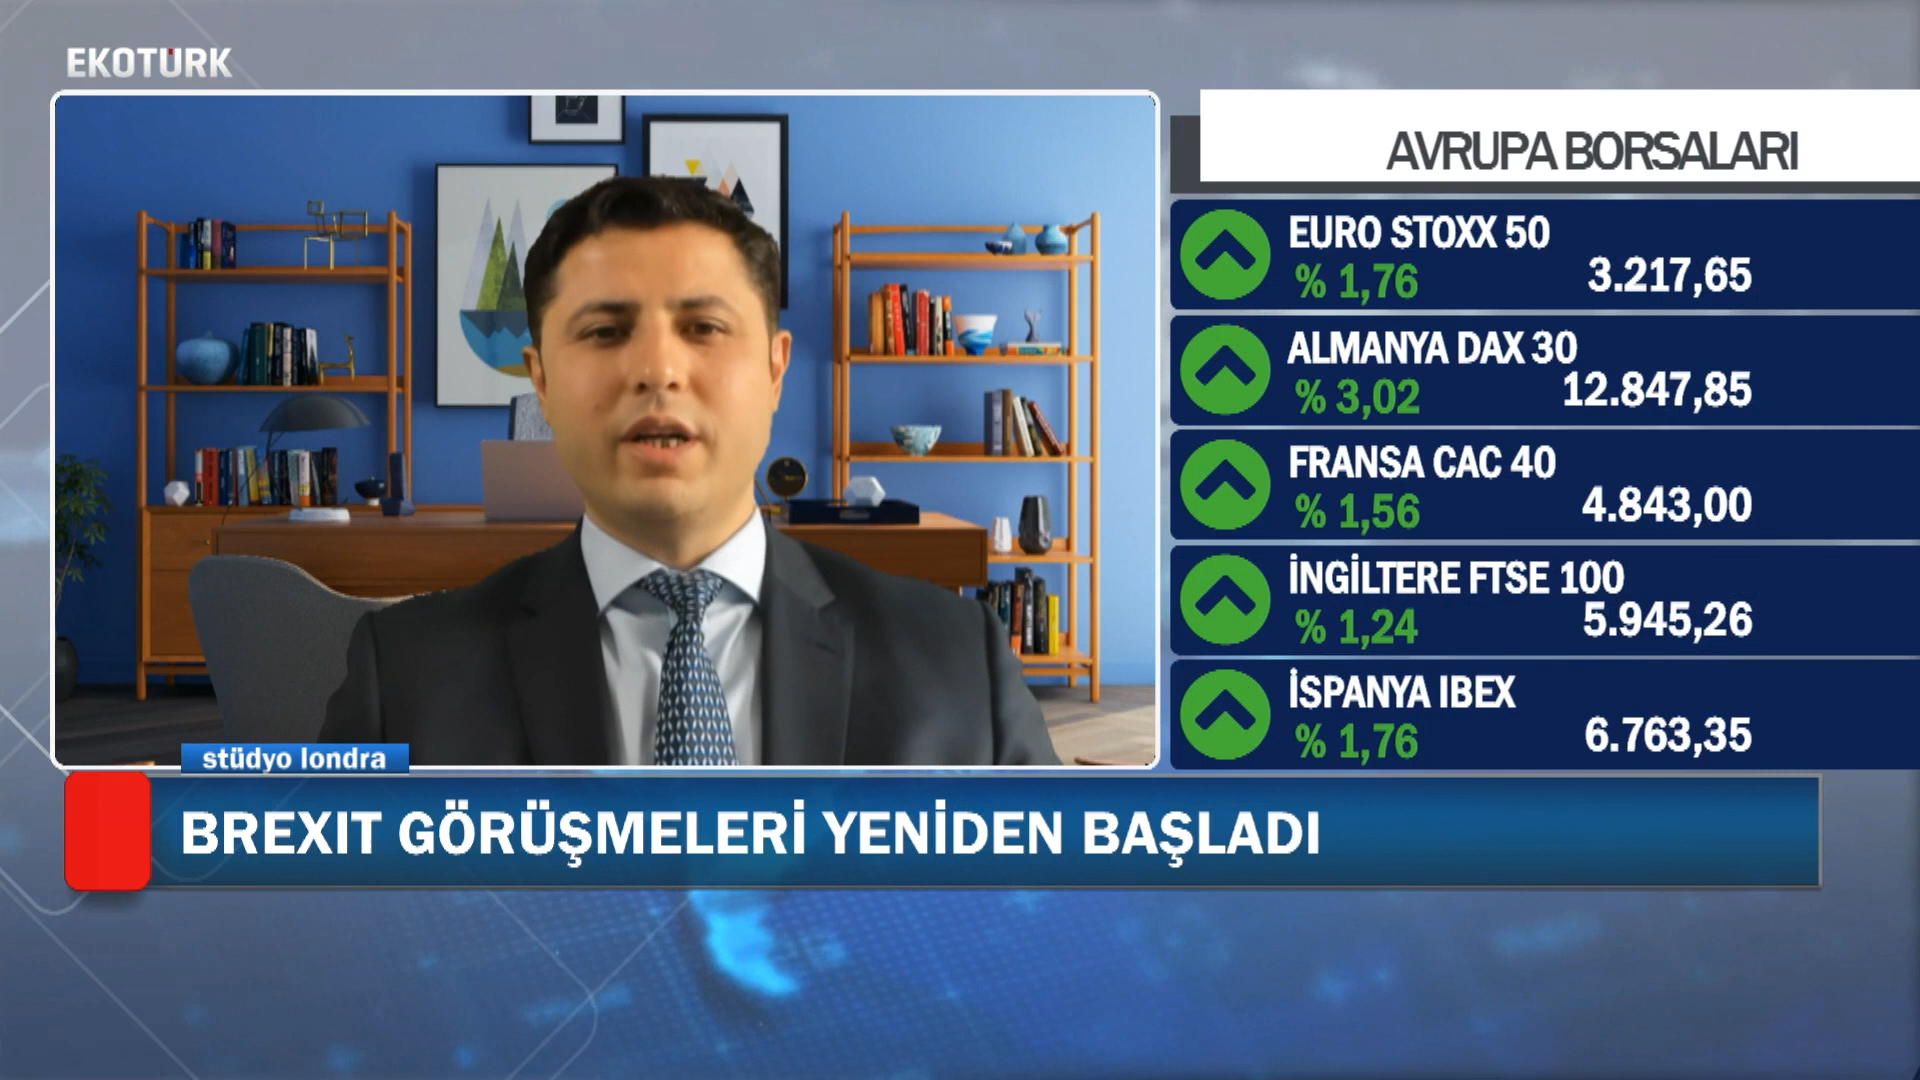 EKOTÜRK
AVRUPA BORSALARI
EURO STOXX 50
% 1,76
3.217,65
ALMANYA DAX 30
% 3,02
12.847,85
FRANSA CAC 40
% 1,56
4.843,00
İNGİLTERE FTSE 100
% 1,24
5.945,26
İSPANYA IBEX
% 1,76
6.763,35
stüdyo londra
BREXIT GÖRÜŞMELERİ YENİDEN BAŞLADI